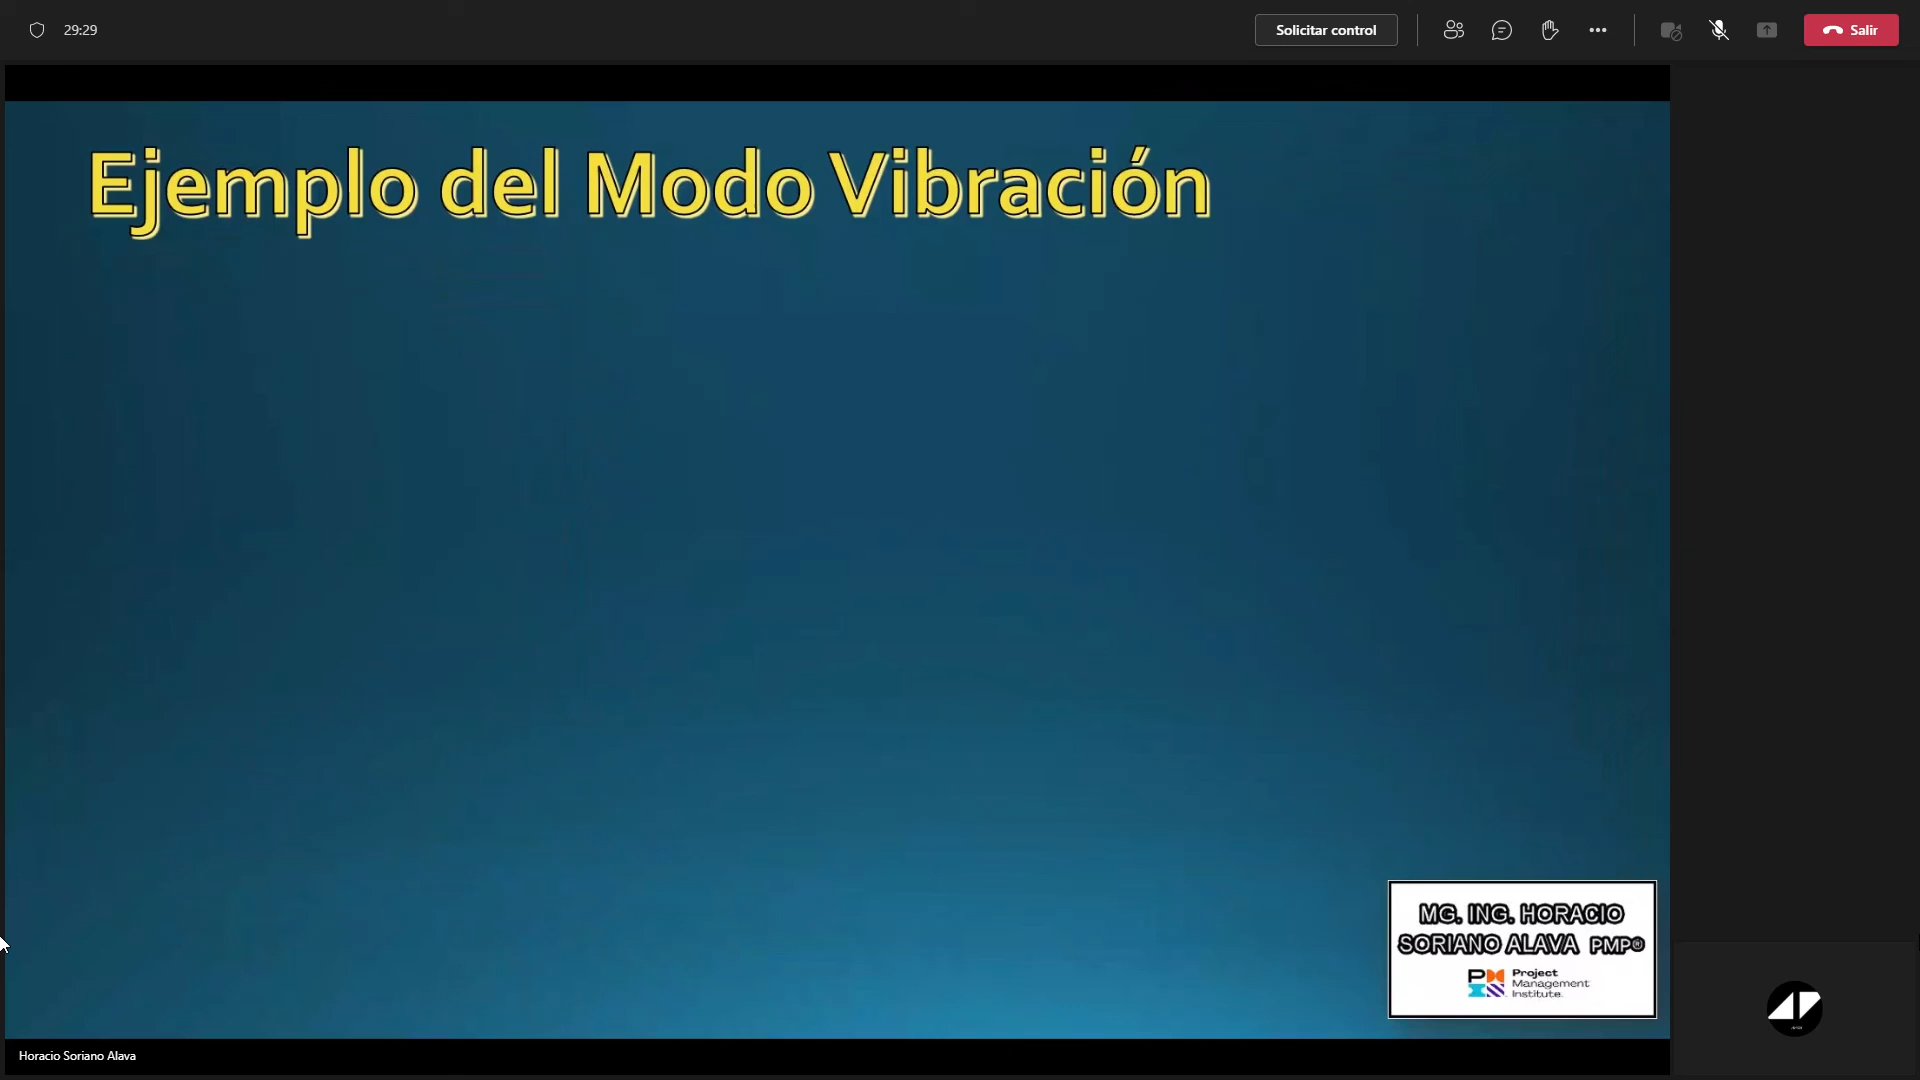 29:29
Solicitar control
Salir
Ejemplo del Modo Vibración
MG. ING. HORACIO
SORIANO ALAVA PMP®
Project
Management
Institute.
Horacio Soriano Alava